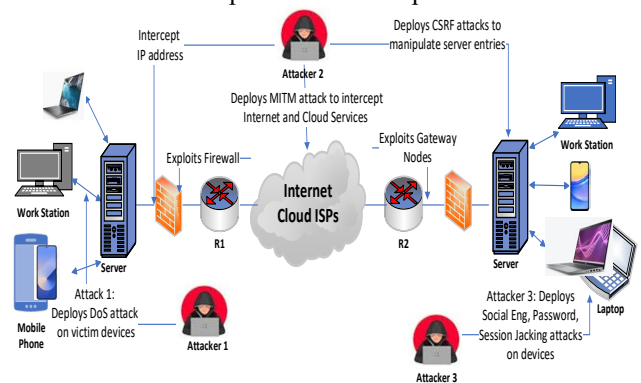 Intercept
IP address
Attacker 2
Deploys CSRF attacks to
manipulate server entries
Deploys MITM attack to intercept
Internet and Cloud Services
Exploits Firewall
Exploits Gateway
Nodes
Internet
Cloud ISPs
Work Station
Work Station
R1
R2
Server
Server
Mobile
Phone
Attack 1:
Deploys DoS attack
on victim devices
Attacker 1
Attacker 3: Deploys
Social Eng, Password,
Session Jacking attacks
on devices
Laptop
Attacker 3